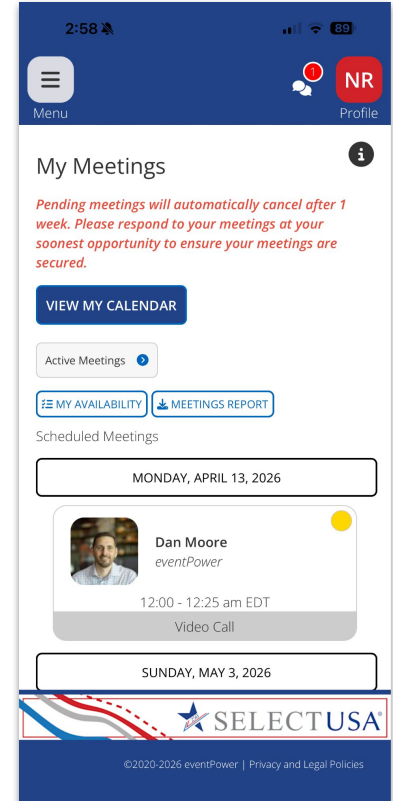 2:58
89
1
NR
Menu
Profile
My Meetings
Pending meetings will automatically cancel after 1
week. Please respond to your meetings at your
soonest opportunity to ensure your meetings are
secured.
VIEW MY CALENDAR
Active Meetings
MY AVAILABILITY
MEETINGS REPORT
Scheduled Meetings
MONDAY, APRIL 13, 2026
Dan Moore
eventPower
12:00 - 12:25 am EDT
Video Call
SUNDAY, MAY 3, 2026
SELECTUSA
©2020-2026 eventPower | Privacy and Legal Policies